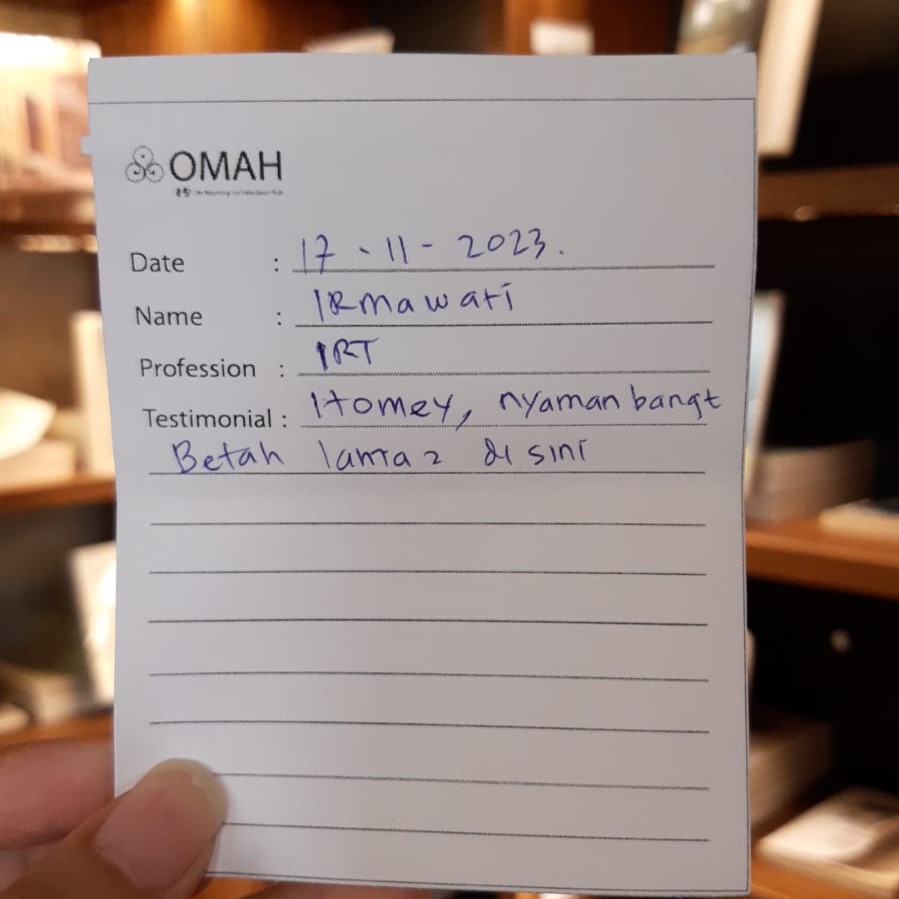 OMAH
Date : 17-11-2023.
Name : IRmawati
Profession : IRT
Testimonial : Homey, nyaman bangt
Betah lama2 di sini